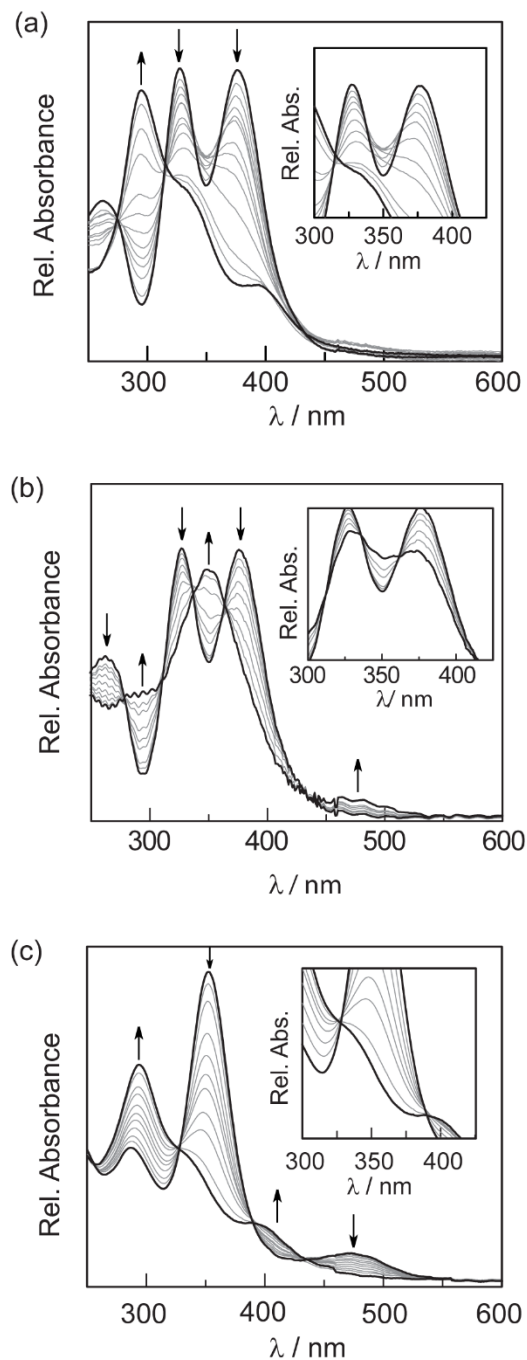 (a)
Rel. Absorbance
Rel. Abs.
300 350 400
λ / nm
300 400 500 600
λ / nm
(b)
Rel. Absorbance
Rel. Abs.
300 350 400
λ/ nm
300 400 500 600
λ / nm
(c)
Rel. Absorbance
Rel. Abs.
300 350 400
λ / nm
300 400 500 600
λ / nm